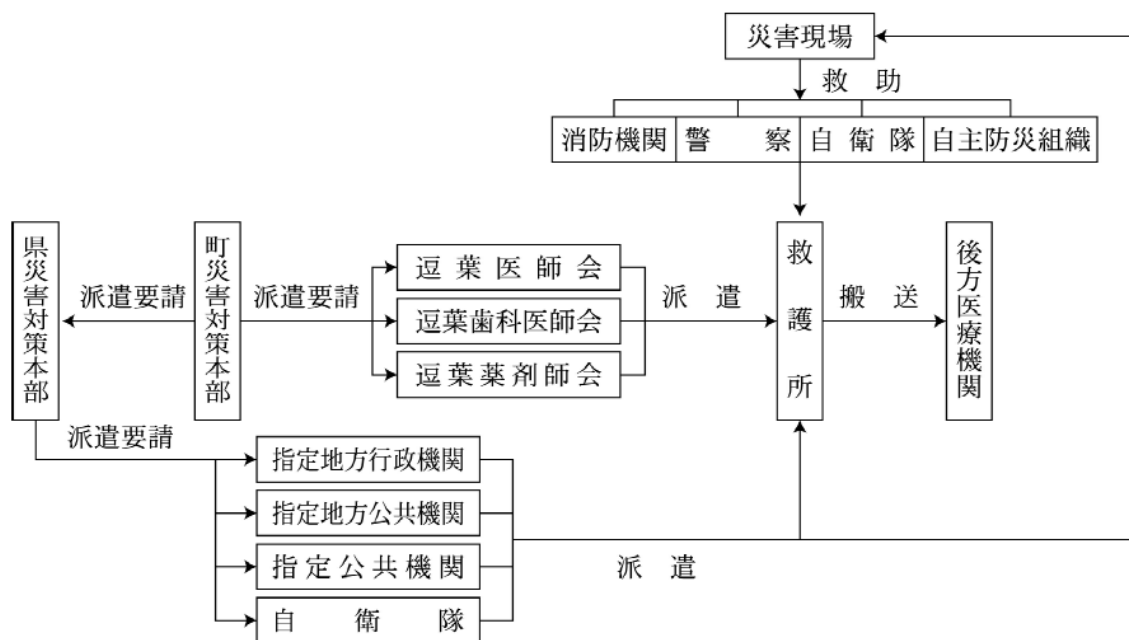 災害現場
救助
消防機関
警察
自衛隊
自主防災組織
県災害対策本部
派遣要請
町災害対策本部
派遣要請
逗葉医師会
逗葉歯科医師会
逗葉薬剤師会
派遣
救護所
搬送
後方医療機関
派遣要請
指定地方行政機関
指定地方公共機関
指定公共機関
自衛隊
派遣